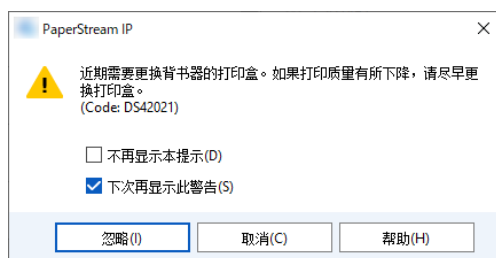 PaperStream IP
近期需要更换背书器的打印盒。如果打印质量有所下降，请尽早更
换打印盒。
(Code: DS42021)
不再显示本提示(D)
下次再显示此警告(S)
忽略(I)
取消(C)
帮助(H)